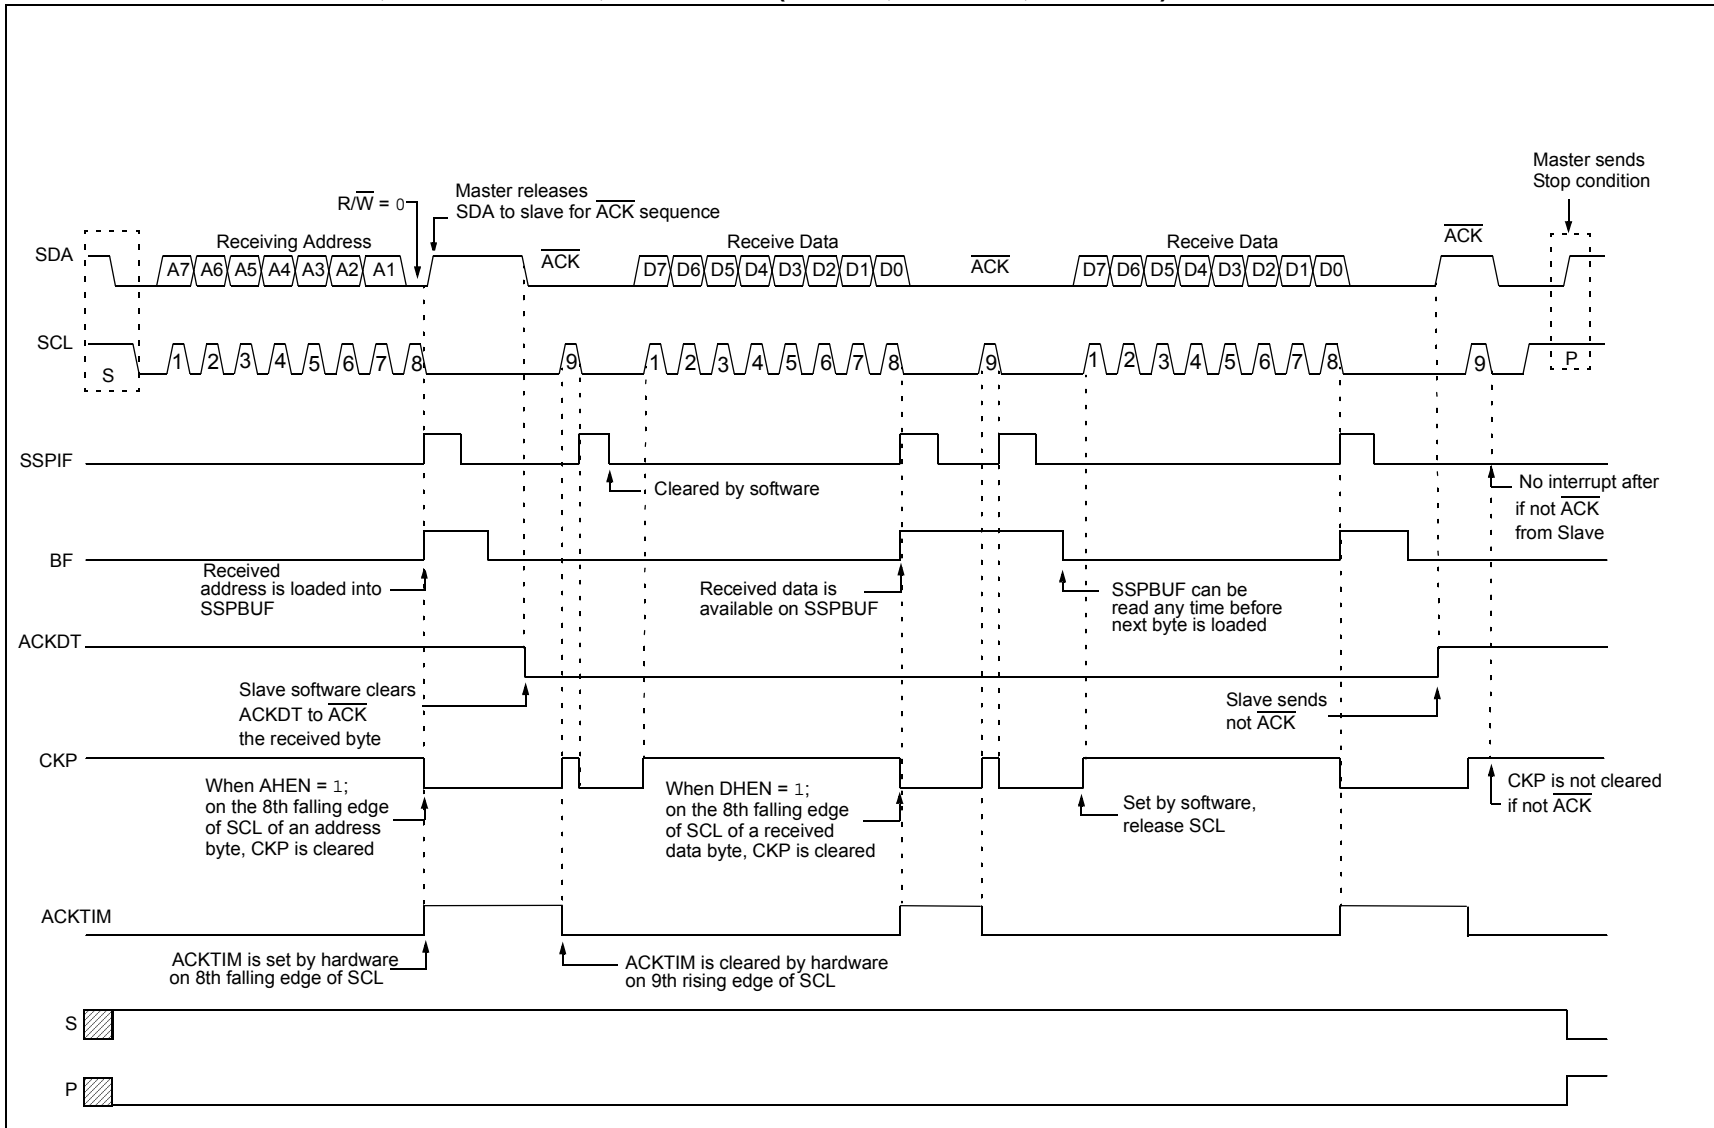 Master sends
Stop condition
R/W̅ = 0
Master releases
SDA to slave for A̅C̅K̅ sequence
SDA
Receiving Address
A̅C̅K̅
Receive Data
A̅C̅K̅
Receive Data
A̅C̅K̅
A7 A6 A5 A4 A3 A2 A1
D7 D6 D5 D4 D3 D2 D1 D0
D7 D6 D5 D4 D3 D2 D1 D0
SCL
S
1 2 3 4 5 6 7 8
9
1 2 3 4 5 6 7 8
9
1 2 3 4 5 6 7 8
9
P
SSPIF
Cleared by software
No interrupt after
if not A̅C̅K̅
from Slave
BF
Received
address is loaded into
SSPBUF
Received data is
available on SSPBUF
SSPBUF can be
read any time before
next byte is loaded
ACKDT
Slave software clears
ACKDT to A̅C̅K̅
the received byte
Slave sends
not A̅C̅K̅
CKP
When AHEN = 1;
on the 8th falling edge
of SCL of an address
byte, CKP is cleared
When DHEN = 1;
on the 8th falling edge
of SCL of a received
data byte, CKP is cleared
Set by software,
release SCL
CKP is not cleared
if not A̅C̅K̅
ACKTIM
ACKTIM is set by hardware
on 8th falling edge of SCL
ACKTIM is cleared by hardware
on 9th rising edge of SCL
S
P